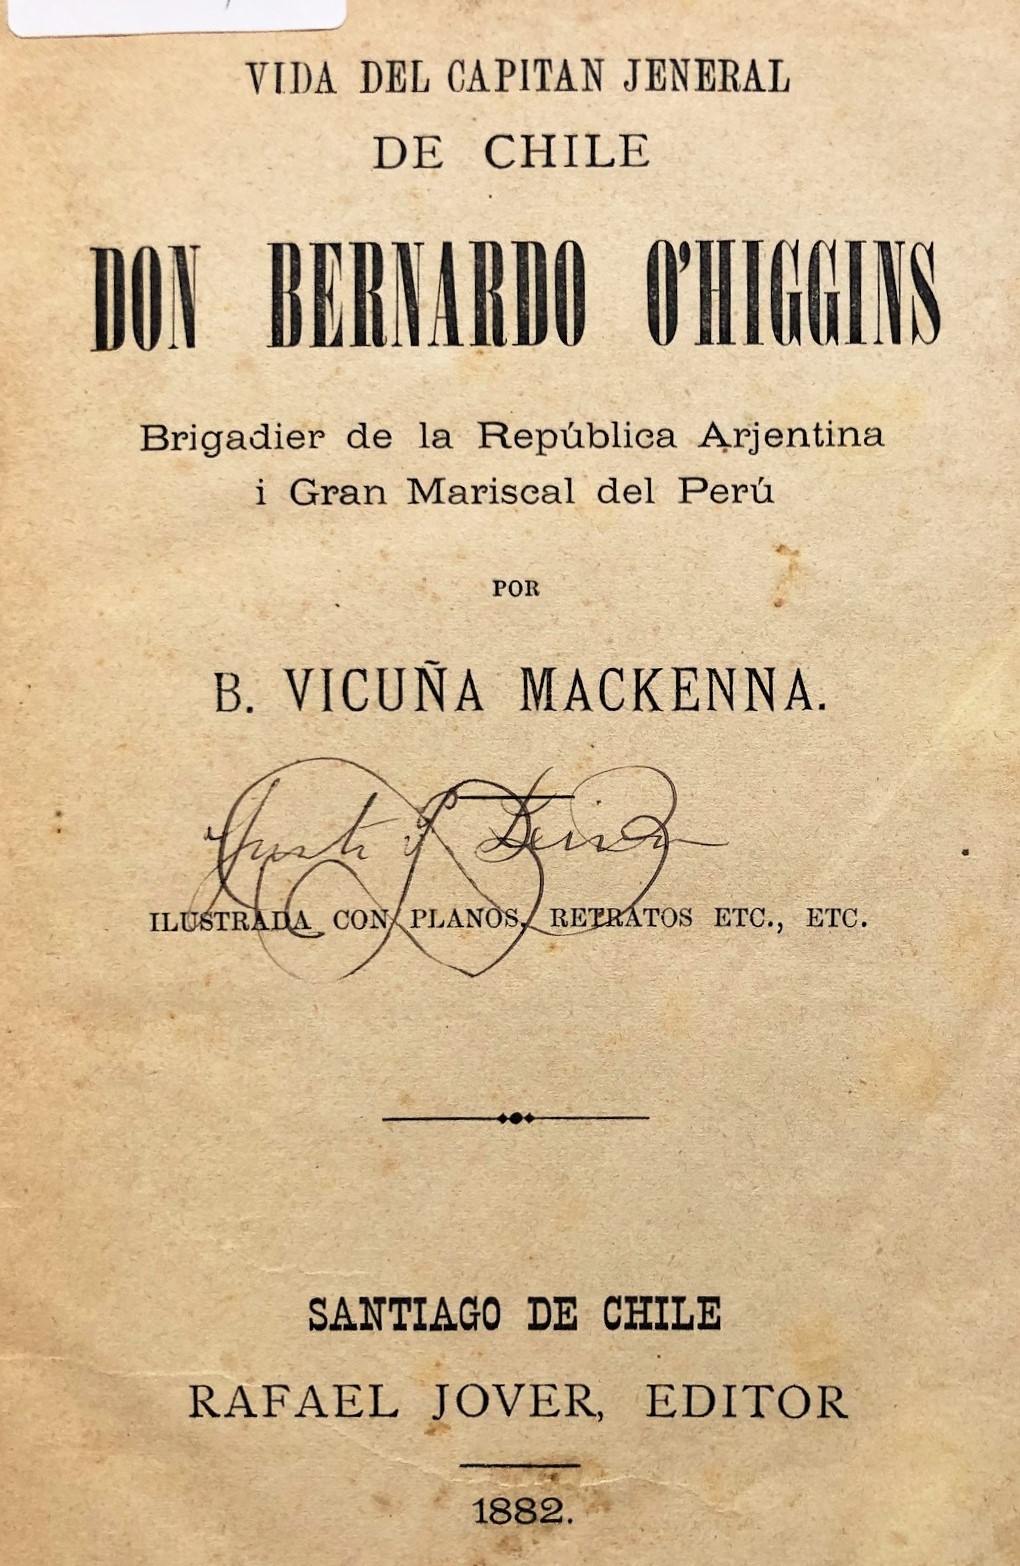 VIDA DEL CAPITAN JENERAL
DE CHILE
DON BERNARDO O'HIGGINS
Brigadier de la República Arjentina
i Gran Mariscal del Perú
POR
B. VICUÑA MACKENNA.
ILUSTRADA CON PLANOS, RETRATOS ETC., ETC.
SANTIAGO DE CHILE
RAFAEL JOVER, EDITOR
1882.